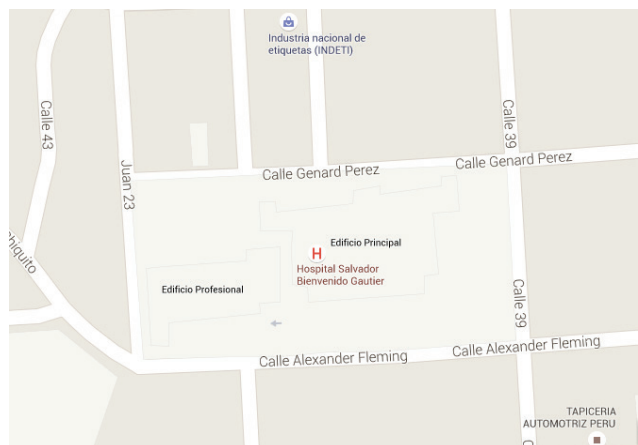 Industria nacional de
etiquetas (INDETI)
Calle 43
Juan 23
Calle 39
Calle Genard Perez
Calle Genard Perez
chiquito
Edificio Principal
H
Hospital Salvador
Bienvenido Gautier
Edificio Profesional
Calle 39
Calle Alexander Fleming
Calle Alexander Fleming
TAPICERIA
AUTOMOTRIZ PERU